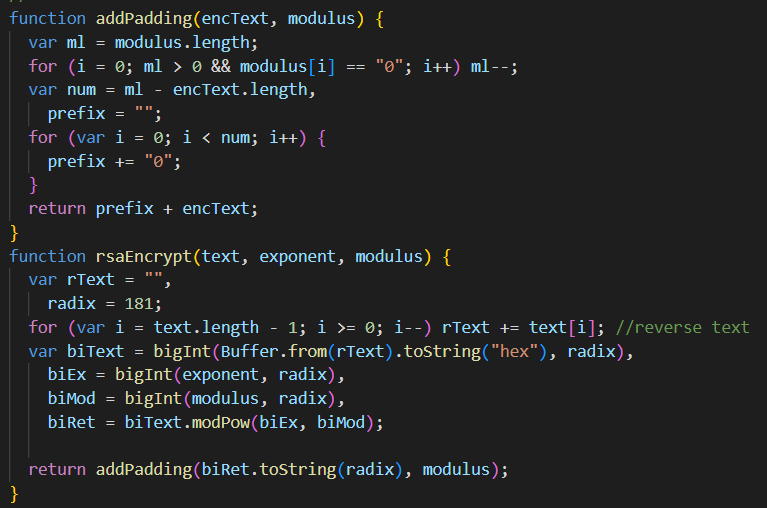 function addPadding(encText, modulus) {
  var ml = modulus.length;
  for (i = 0; ml > 0 && modulus[i] == "0"; i++) ml--;
  var num = ml - encText.length,
    prefix = "";
  for (var i = 0; i < num; i++) {
    prefix += "0";
  }
  return prefix + encText;
}
function rsaEncrypt(text, exponent, modulus) {
  var rText = "",
    radix = 181;
  for (var i = text.length - 1; i >= 0; i--) rText += text[i]; //reverse text
  var biText = bigInt(Buffer.from(rText).toString("hex"), radix),
    biEx = bigInt(exponent, radix),
    biMod = bigInt(modulus, radix),
    biRet = biText.modPow(biEx, biMod);

  return addPadding(biRet.toString(radix), modulus);
}